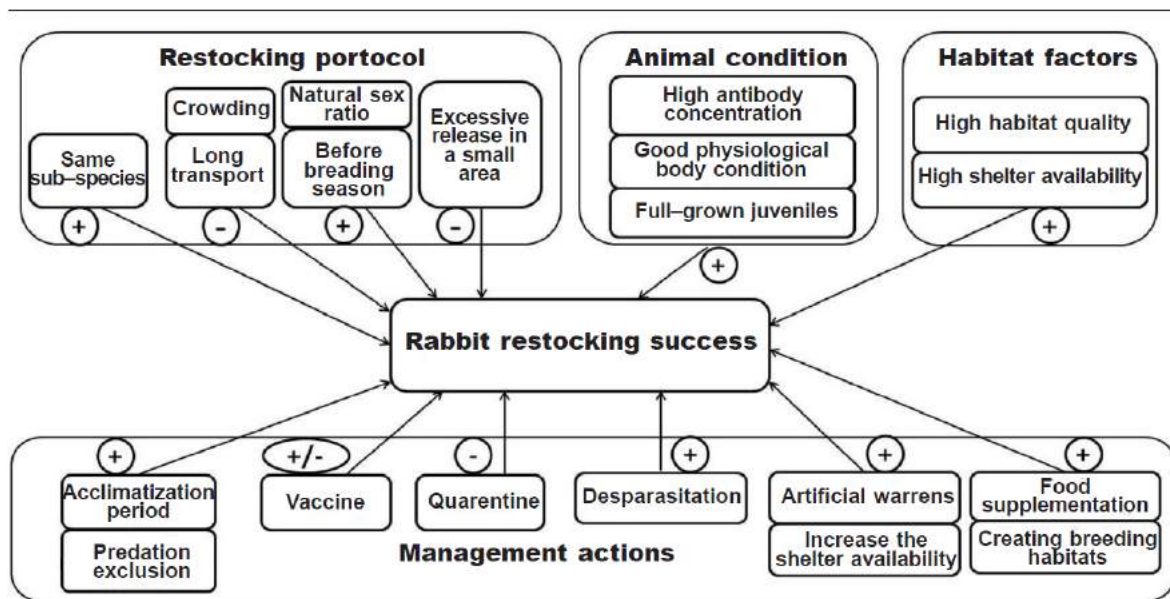 Restocking portocol
Crowding
Long
transport
Natural sex
ratio
Before
breading
season
Excessive
release in
a small
area
Same
sub–species
+
-
+
-
Animal condition
High antibody
concentration
Good physiological
body condition
Full–grown juveniles
+
Habitat factors
High habitat quality
High shelter availability
+
Rabbit restocking success
+
Acclimatization
period
Predation
exclusion
+/-
Vaccine
-
Quarentine
+
Desparasitation
+
Artificial warrens
Increase the
shelter availability
+
Food
supplementation
Creating breeding
habitats
Management actions